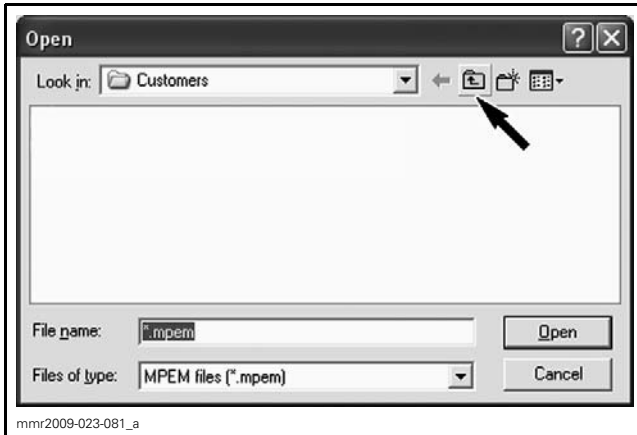 Open
Look in: Customers
File name: *.mpem Open
Files of type: MPEM files (*.mpem) Cancel
mmr2009-023-081_a